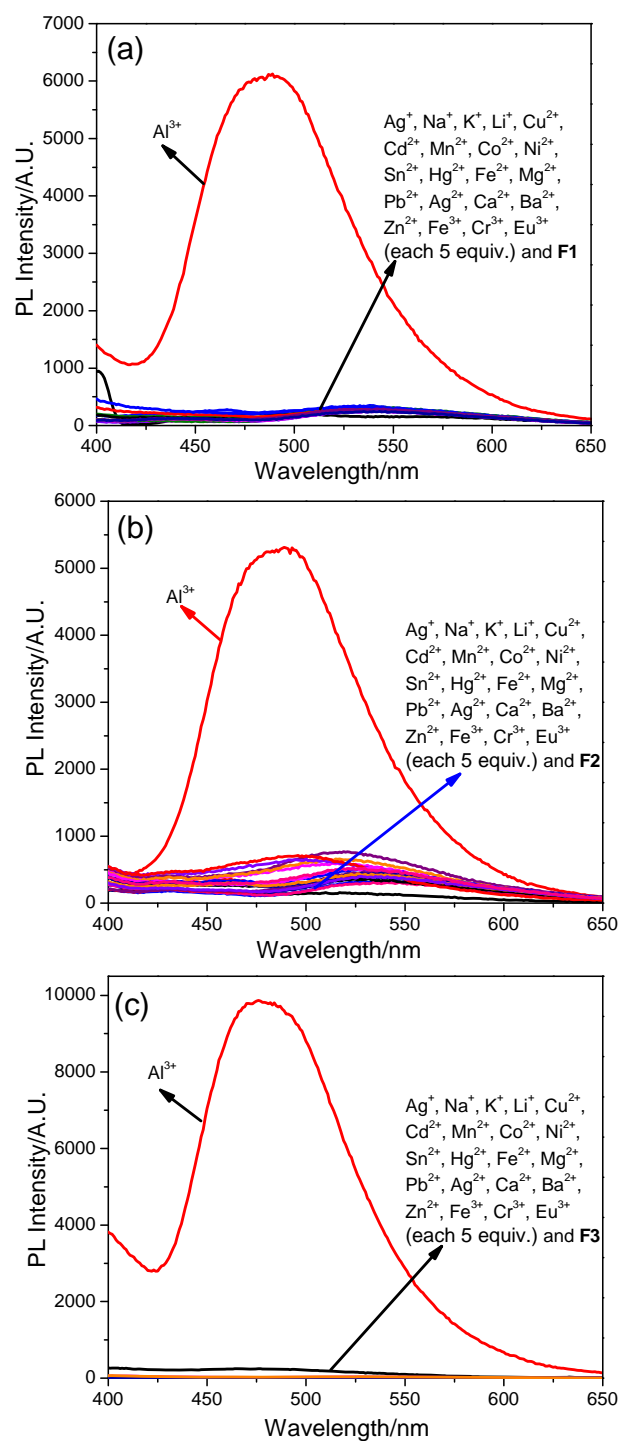 (a)
7000
6000
5000
4000
3000
2000
1000
0
PL Intensity/A.U.
Al³⁺
Ag⁺, Na⁺, K⁺, Li⁺, Cu²⁺,
Cd²⁺, Mn²⁺, Co²⁺, Ni²⁺,
Sn²⁺, Hg²⁺, Fe²⁺, Mg²⁺,
Pb²⁺, Ag²⁺, Ca²⁺, Ba²⁺,
Zn²⁺, Fe³⁺, Cr³⁺, Eu³⁺
(each 5 equiv.) and F1
400 450 500 550 600 650
Wavelength/nm
(b)
6000
5000
4000
3000
2000
1000
0
PL Intensity/A.U.
Al³⁺
Ag⁺, Na⁺, K⁺, Li⁺, Cu²⁺,
Cd²⁺, Mn²⁺, Co²⁺, Ni²⁺,
Sn²⁺, Hg²⁺, Fe²⁺, Mg²⁺,
Pb²⁺, Ag²⁺, Ca²⁺, Ba²⁺,
Zn²⁺, Fe³⁺, Cr³⁺, Eu³⁺
(each 5 equiv.) and F2
400 450 500 550 600 650
Wavelength/nm
(c)
10000
8000
6000
4000
2000
0
PL Intensity/A.U.
Al³⁺
Ag⁺, Na⁺, K⁺, Li⁺, Cu²⁺,
Cd²⁺, Mn²⁺, Co²⁺, Ni²⁺,
Sn²⁺, Hg²⁺, Fe²⁺, Mg²⁺,
Pb²⁺, Ag²⁺, Ca²⁺, Ba²⁺,
Zn²⁺, Fe³⁺, Cr³⁺, Eu³⁺
(each 5 equiv.) and F3
400 450 500 550 600 650
Wavelength/nm